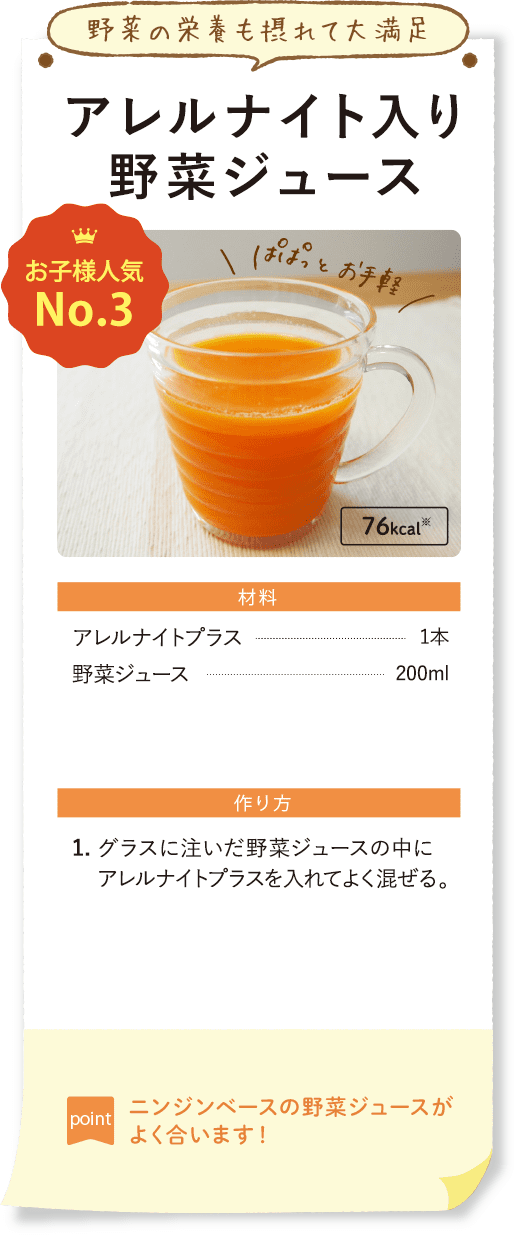 野菜の栄養も摂れて大満足
アレルナイト入り
野菜ジュース
お子様人気
No.3
ぱぱっと お手軽
76kcal※
材料
アレルナイトプラス 1本
野菜ジュース 200ml
作り方
1. グラスに注いだ野菜ジュースの中に
アレルナイトプラスを入れてよく混ぜる。
point
ニンジンベースの野菜ジュースが
よく合います！